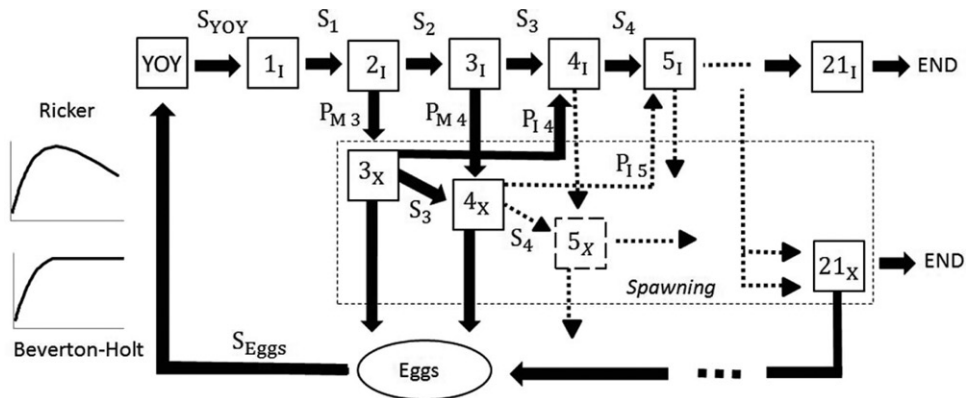 S_YOY S_1 S_2 S_3 S_4
YOY 1_I 2_I 3_I 4_I 5_I 21_I END
Ricker
P_M 3 P_M 4 P_I 4
P_I 5
3_X
S_3 4_X
S_4 5_X
21_X END
Spawning
Beverton-Holt
S_Eggs
Eggs